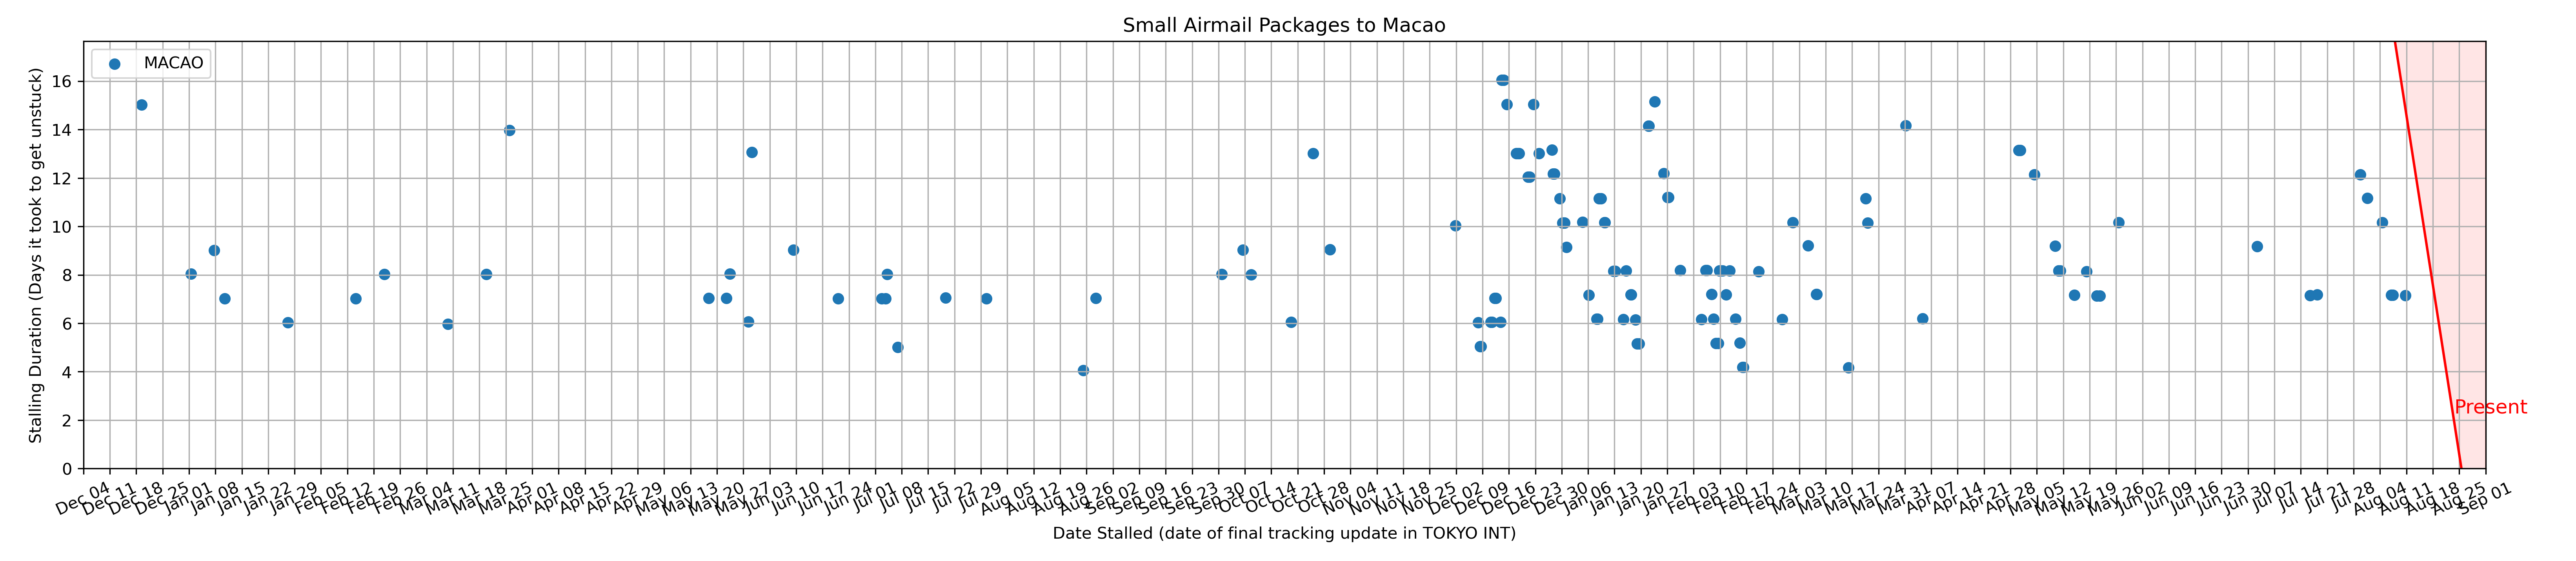 Small Airmail Packages to Macao
MACAO
Stalling Duration (Days it took to get unstuck)
16
14
12
10
8
6
4
2
0
Present
Dec 04
Dec 11
Dec 18
Dec 25
Jan 01
Jan 08
Jan 15
Jan 22
Jan 29
Feb 05
Feb 12
Feb 19
Feb 26
Mar 04
Mar 11
Mar 18
Mar 25
Apr 01
Apr 08
Apr 15
Apr 22
Apr 29
May 06
May 13
May 20
May 27
Jun 03
Jun 10
Jun 17
Jun 24
Jul 01
Jul 08
Jul 15
Jul 22
Jul 29
Aug 05
Aug 12
Aug 19
Aug 26
Sep 02
Sep 09
Sep 16
Sep 23
Sep 30
Oct 07
Oct 14
Oct 21
Oct 28
Nov 04
Nov 11
Nov 18
Nov 25
Dec 02
Dec 09
Dec 16
Dec 23
Dec 30
Jan 06
Jan 13
Jan 20
Jan 27
Feb 03
Feb 10
Feb 17
Feb 24
Mar 03
Mar 10
Mar 17
Mar 24
Mar 31
Apr 07
Apr 14
Apr 21
Apr 28
May 05
May 12
May 19
May 26
Jun 02
Jun 09
Jun 16
Jun 23
Jun 30
Jul 07
Jul 14
Jul 21
Jul 28
Aug 04
Aug 11
Aug 18
Aug 25
Sep 01
Date Stalled (date of final tracking update in TOKYO INT)